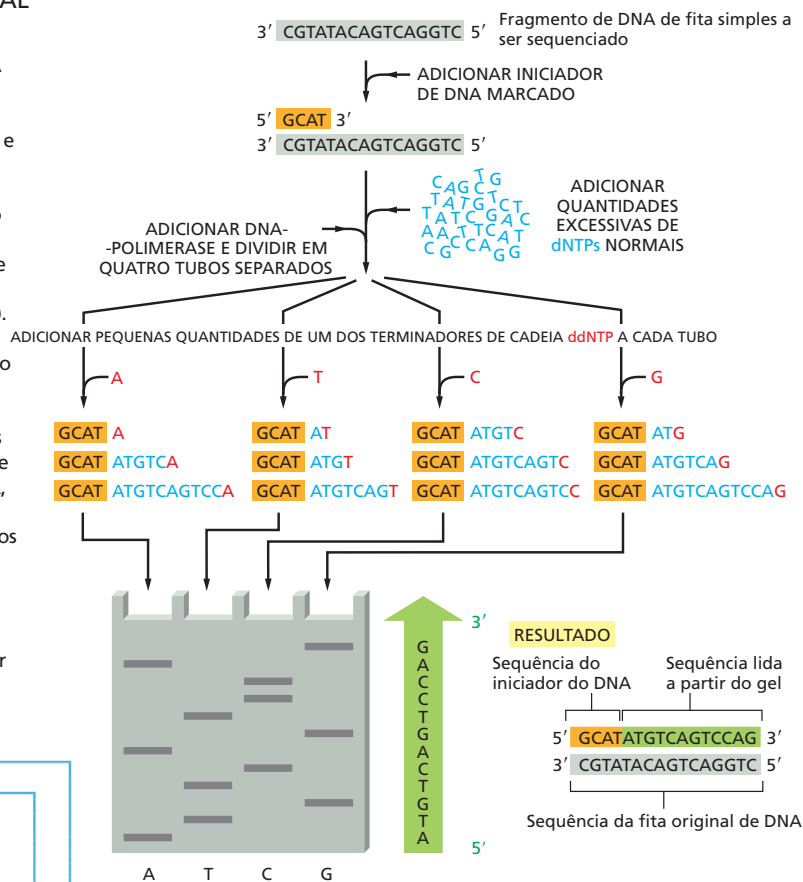 AL
3′ CGTATACAGTCAGGTC 5′
Fragmento de DNA de fita simples a
ser sequenciado
ADICIONAR INICIADOR
DE DNA MARCADO
5′ GCAT 3′
3′ CGTATACAGTCAGGTC 5′
e
ADICIONAR DNA-
-POLIMERASE E DIVIDIR EM
QUATRO TUBOS SEPARADOS
ADICIONAR
QUANTIDADES
EXCESSIVAS DE
dNTPs NORMAIS
e
).
ADICIONAR PEQUENAS QUANTIDADES DE UM DOS TERMINADORES DE CADEIA ddNTP A CADA TUBO
o
A T C G
GCAT A GCAT AT GCAT ATGTC GCAT ATG
s
GCAT ATGTCA GCAT ATGT GCAT ATGTCAGTC GCAT ATGTCAG
e
GCAT ATGTCAGTCCA GCAT ATGTCAGT GCAT ATGTCAGTCC GCAT ATGTCAGTCCAG
,
os
r
3′
G
A
C
C
T
G
A
C
T
G
T
A
5′
A T C G
RESULTADO
Sequência do
iniciador do DNA
Sequência lida
a partir do gel
5′ GCATATGTCAGTCCAG 3′
3′ CGTATACAGTCAGGTC 5′
Sequência da fita original de DNA